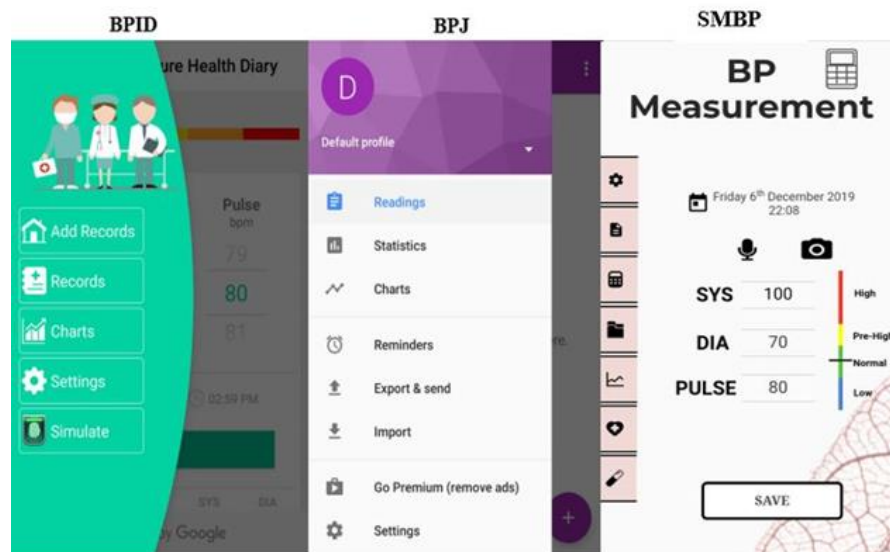 BPID
BPJ
SMBP
ure Health Diary
Pulse
bpm
79
80
81
02:59 PM
SYS DIA
by Google
Add Records
Records
Charts
Settings
Simulate
D
Default profile
Readings
Statistics
Charts
Reminders
Export & send
Import
Go Premium (remove ads)
Settings
re.
+
BP
Measurement
Friday 6th December 2019
22:08
SYS 100
DIA 70
PULSE 80
High
Pre-High
Normal
Low
SAVE